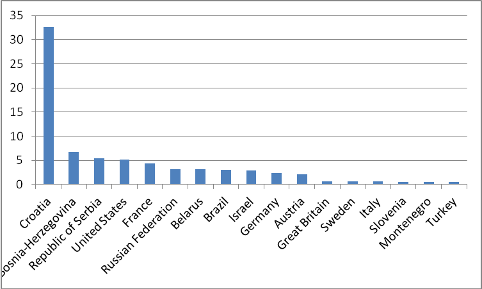 35
30
25
20
15
10
5
0
Croatia
Bosnia-Herzegovina
Republic of Serbia
United States
France
Russian Federation
Belarus
Brazil
Israel
Germany
Austria
Great Britain
Sweden
Italy
Slovenia
Montenegro
Turkey